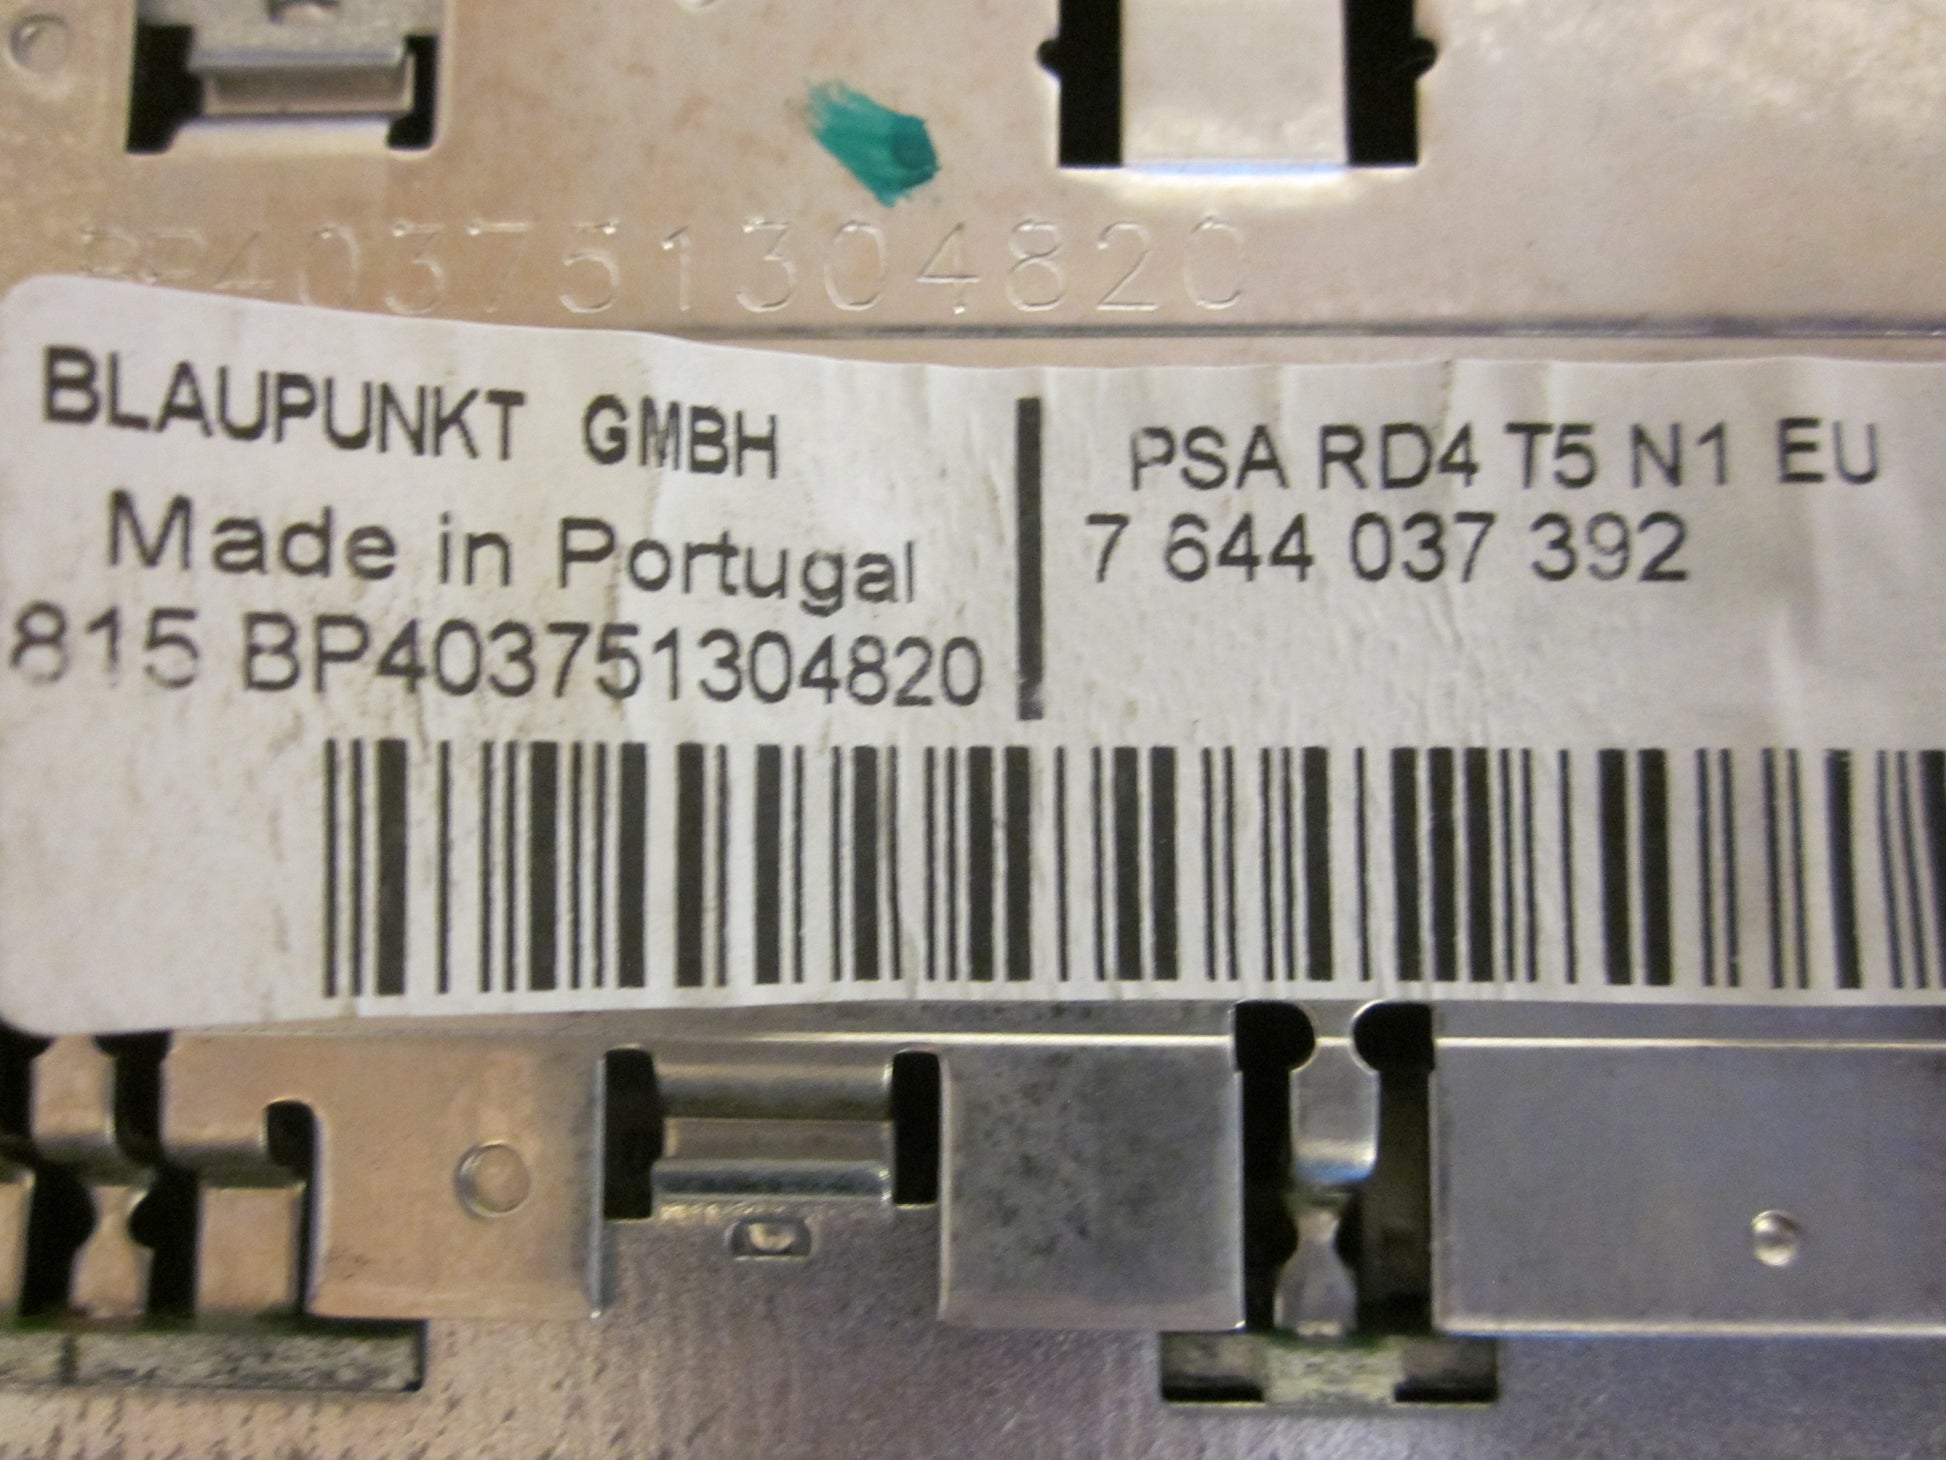 BP403751304820
BLAUPUNKT GMBH
Made in Portugal
815 BP403751304820
PSA RD4 T5 N1 EU
7 644 037 392